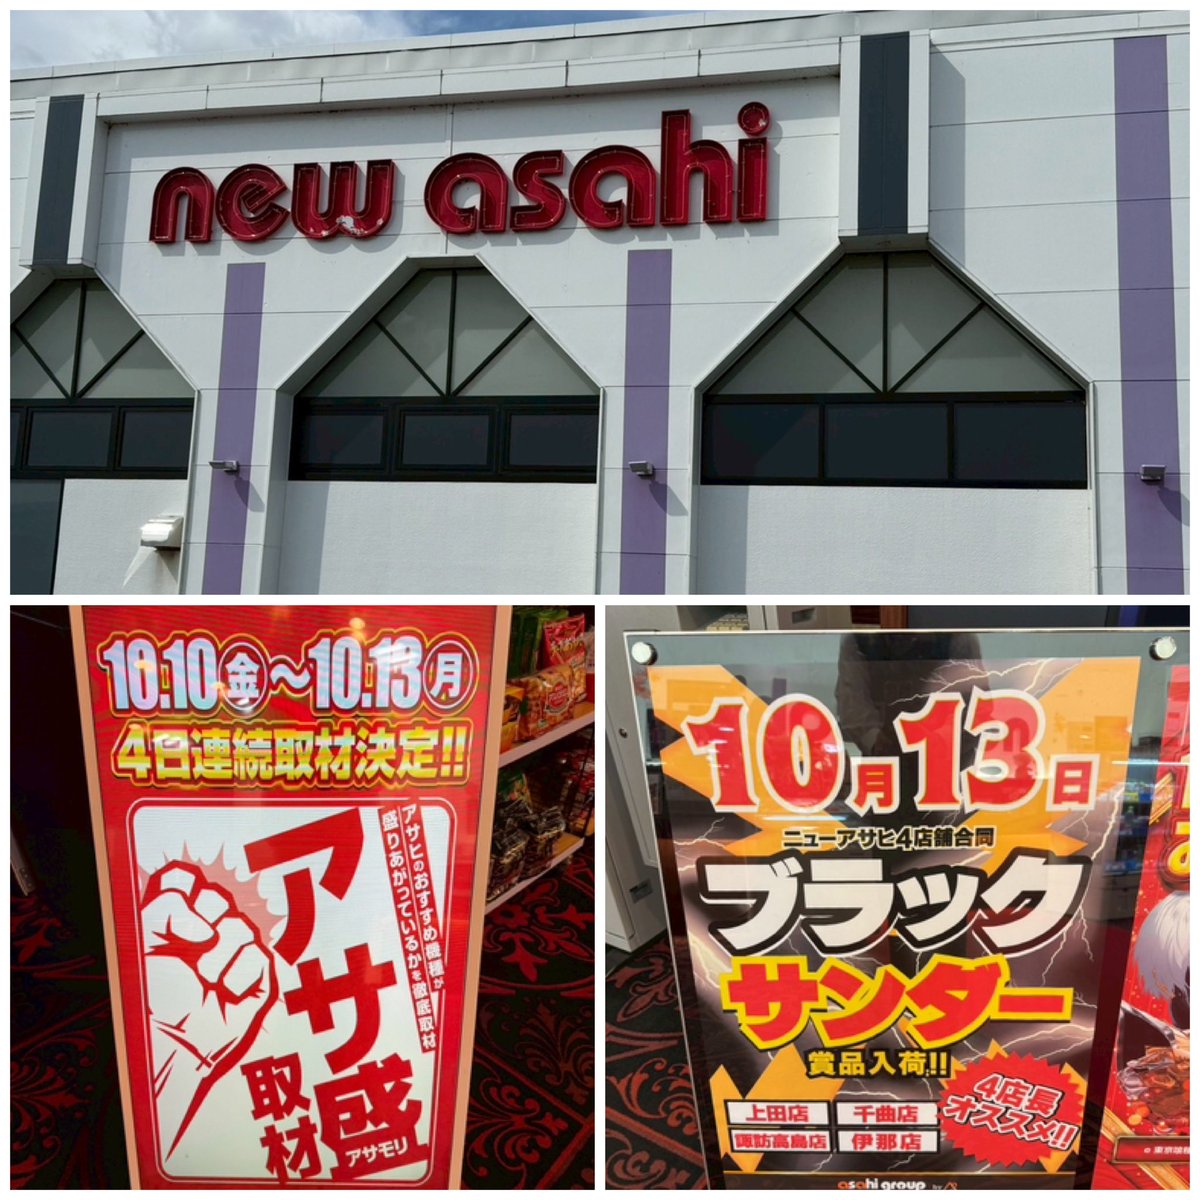 new asahi
10.10金〜10.13月
4日連続取材決定!!
アサヒのおすすめ機種が
盛りあがっているかを徹底取材
アサ盛
取材
アサモリ
10月13日
ニューアサヒ4店舗合同
ブラック
サンダー
賞品入荷!!
4店長
オススメ!!
上田店
千曲店
諏訪高島店
伊那店
asahi group